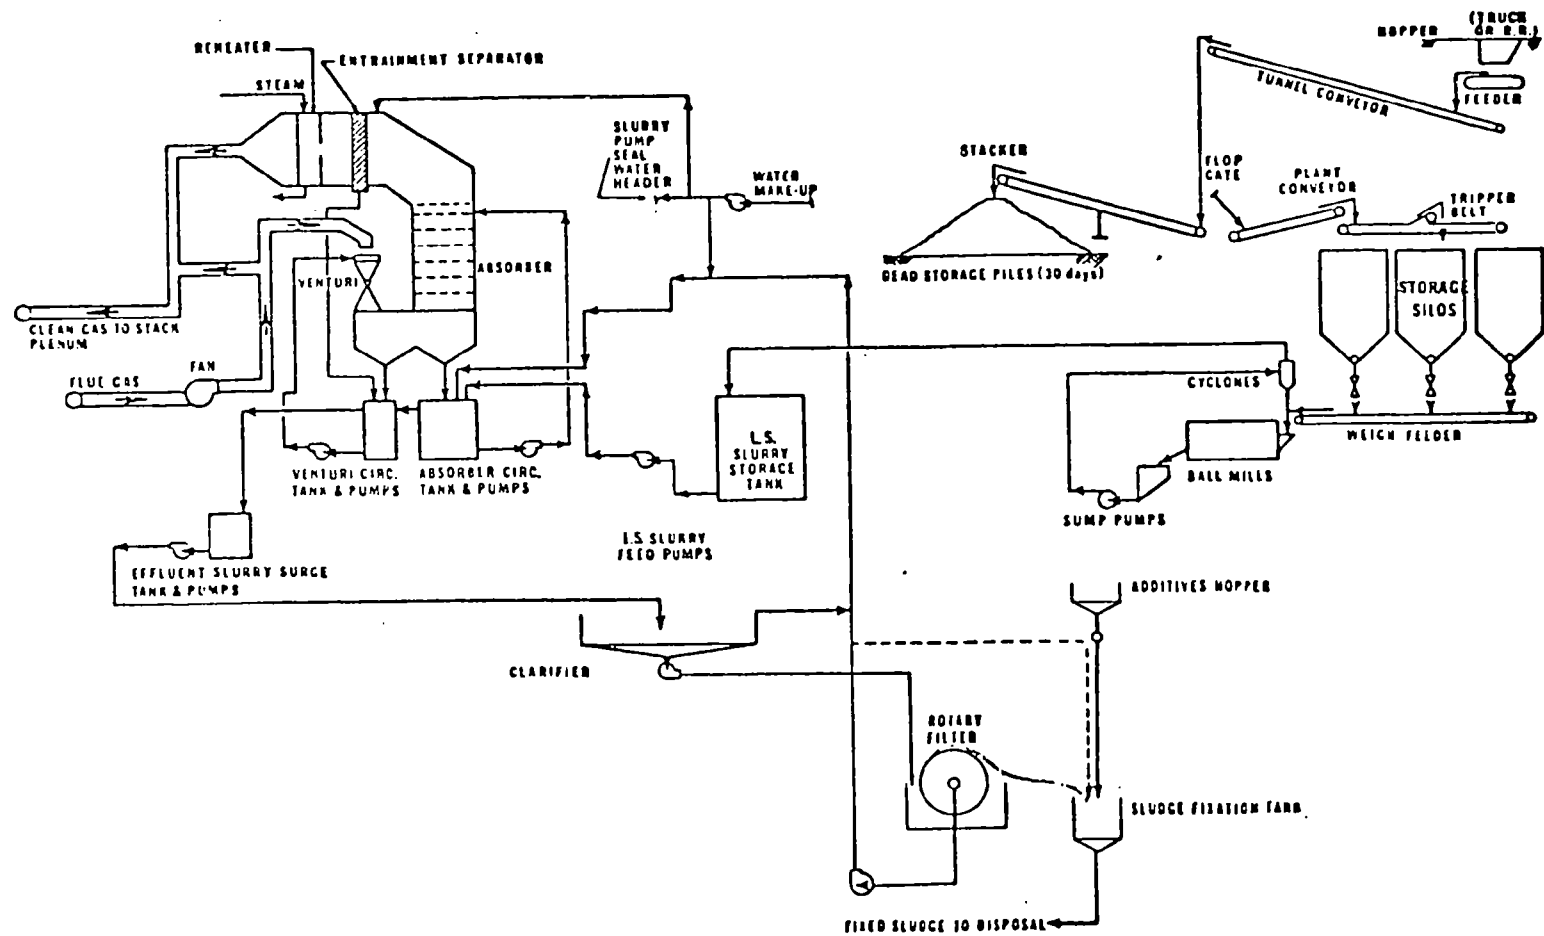 REHEATER
ENTRAINMENT SEPARATOR
STEAM
SLURRY
PUMP
SEAL
WATER
HEADER
WATER
MAKE-UP
ABSORBER
VENTURI
CLEAN GAS TO STACK
PLENUM
FAN
FLUE GAS
VENTURI CIRC.
TANK & PUMPS
ABSORBER CIRC.
TANK & PUMPS
L.S.
SLURRY
STORAGE
TANK
L.S. SLURRY
FEED PUMPS
EFFLUENT SLURRY SURGE
TANK & PUMPS
CLARIFIER
HOPPER
(TRUCK
OR R.R.)
FEEDER
TUNNEL CONVEYOR
STACKER
FLOP
GATE
PLANT
CONVEYOR
TRIPPER
BELT
DEAD STORAGE PILES (30 days)
STORAGE
SILOS
CYCLONES
WEIGH FEEDER
BALL MILLS
SUMP PUMPS
ADDITIVES HOPPER
ROTARY
FILTER
SLUDGE FIXATION TANK
FIXED SLUDGE TO DISPOSAL